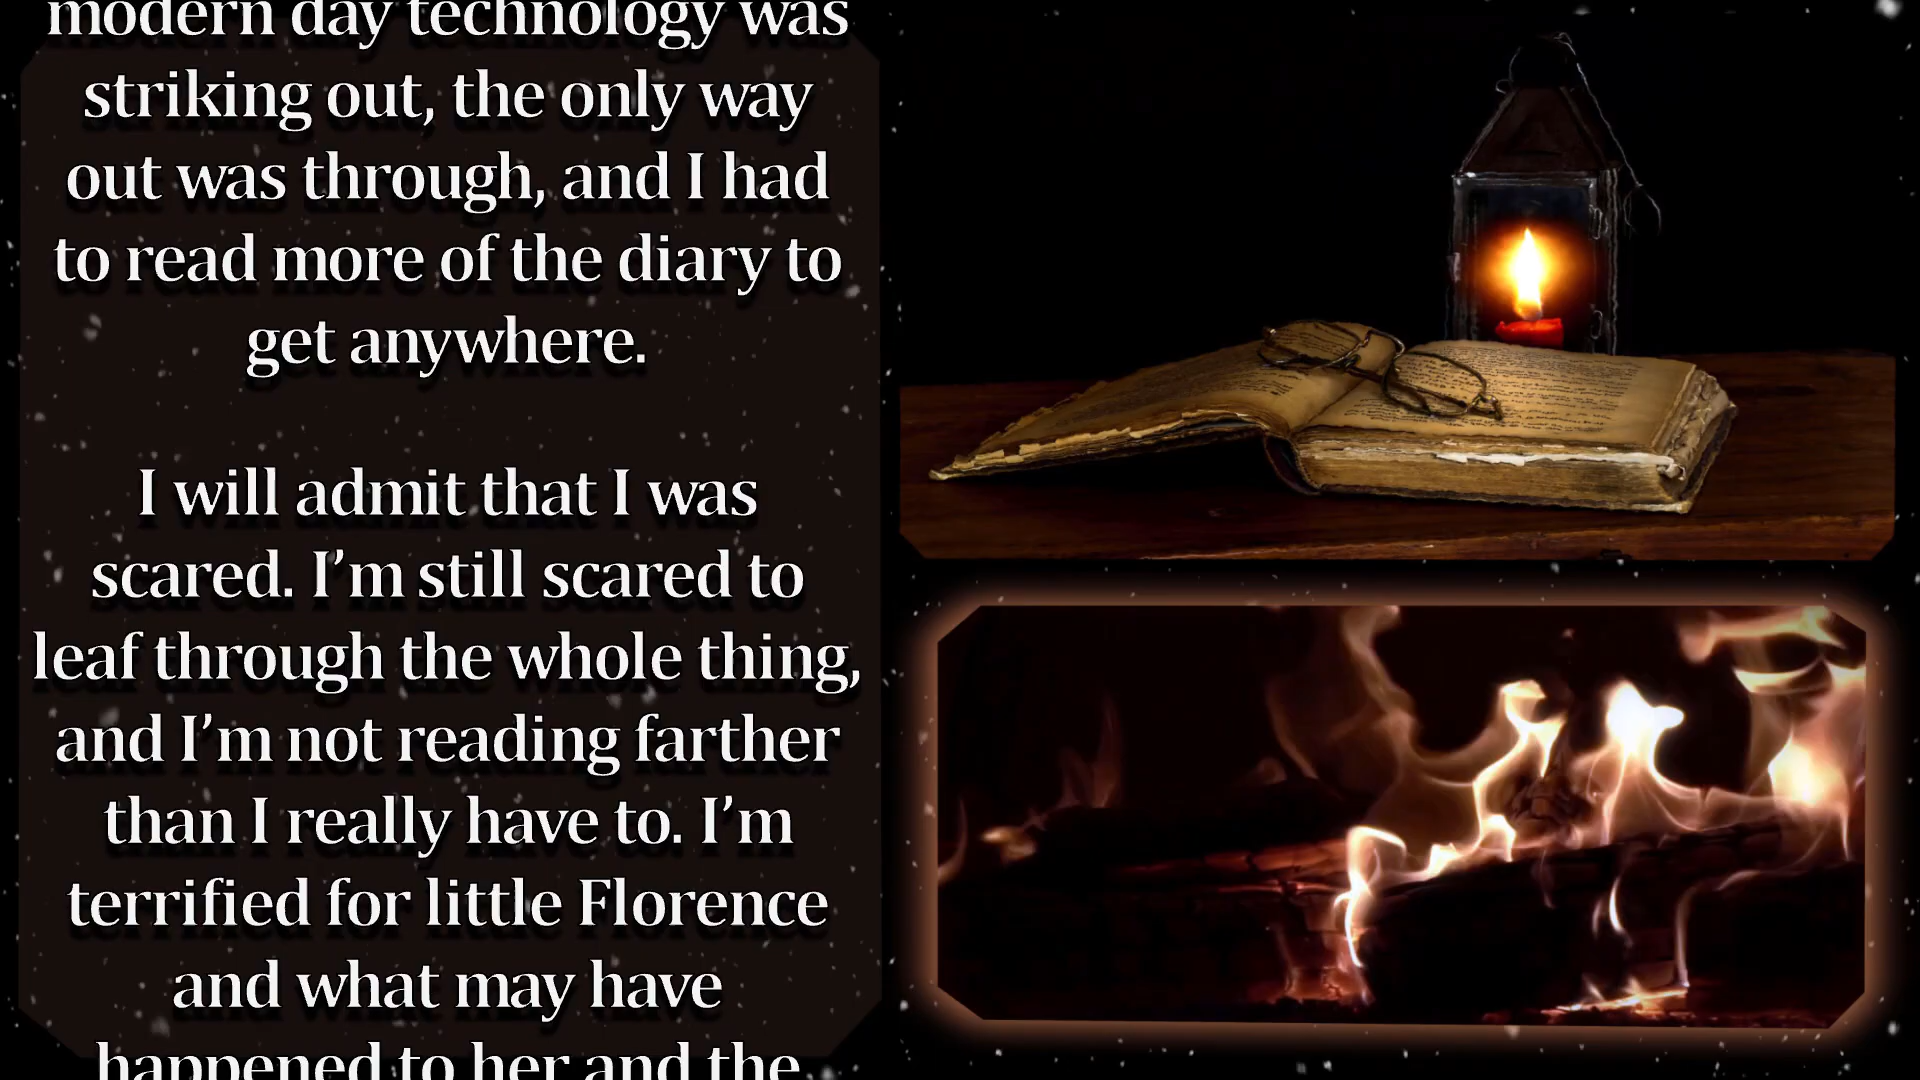 modern day technology was
striking out, the only way
out was through, and I had
to read more of the diary to
get anywhere.
I will admit that I was
scared. I’m still scared to
leaf through the whole thing,
and I’m not reading farther
than I really have to. I’m
terrified for little Florence
and what may have
happened to her and the